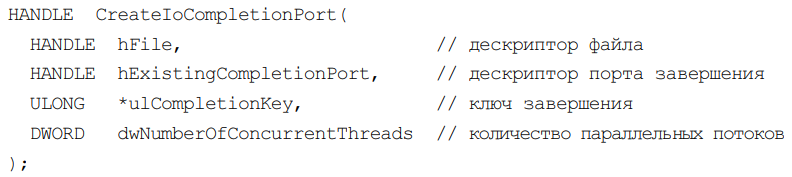 HANDLE CreateIoCompletionPort(
HANDLE hFile, // дескриптор файла
HANDLE hExistingCompletionPort, // дескриптор порта завершения
ULONG *ulCompletionKey, // ключ завершения
DWORD dwNumberOfConcurrentThreads // количество параллельных потоков
);